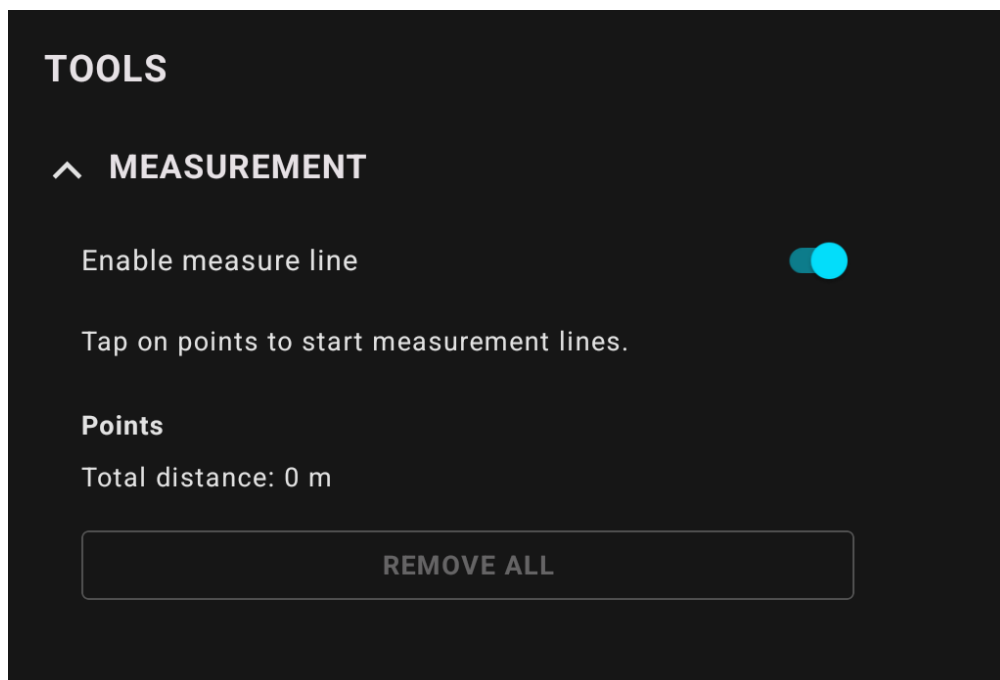 TOOLS
MEASUREMENT
Enable measure line
Tap on points to start measurement lines.
Points
Total distance: 0 m
REMOVE ALL